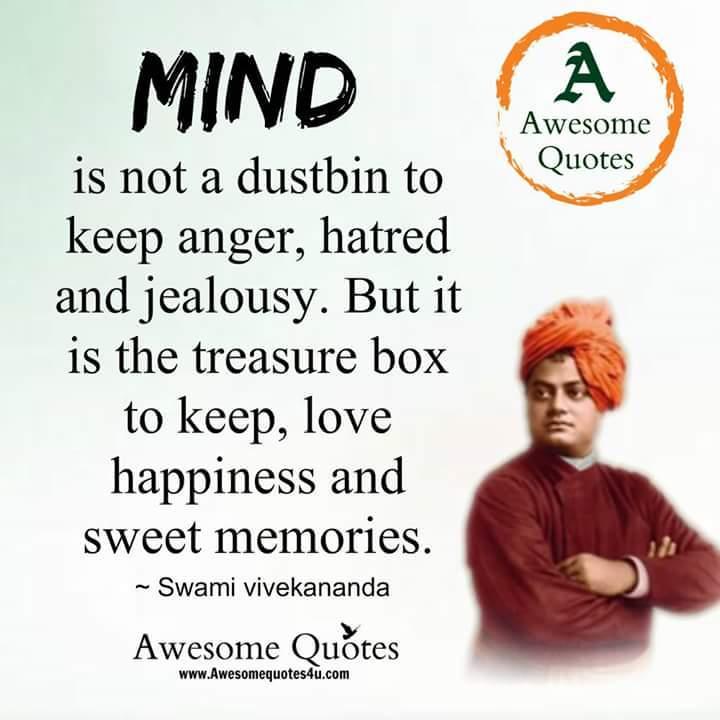 MIND
is not a dustbin to
keep anger, hatred
and jealousy. But it
is the treasure box
to keep, love
happiness and
sweet memories.
~ Swami vivekananda
Awesome Quotes
www.Awesomequotes4u.com
A
Awesome
Quotes